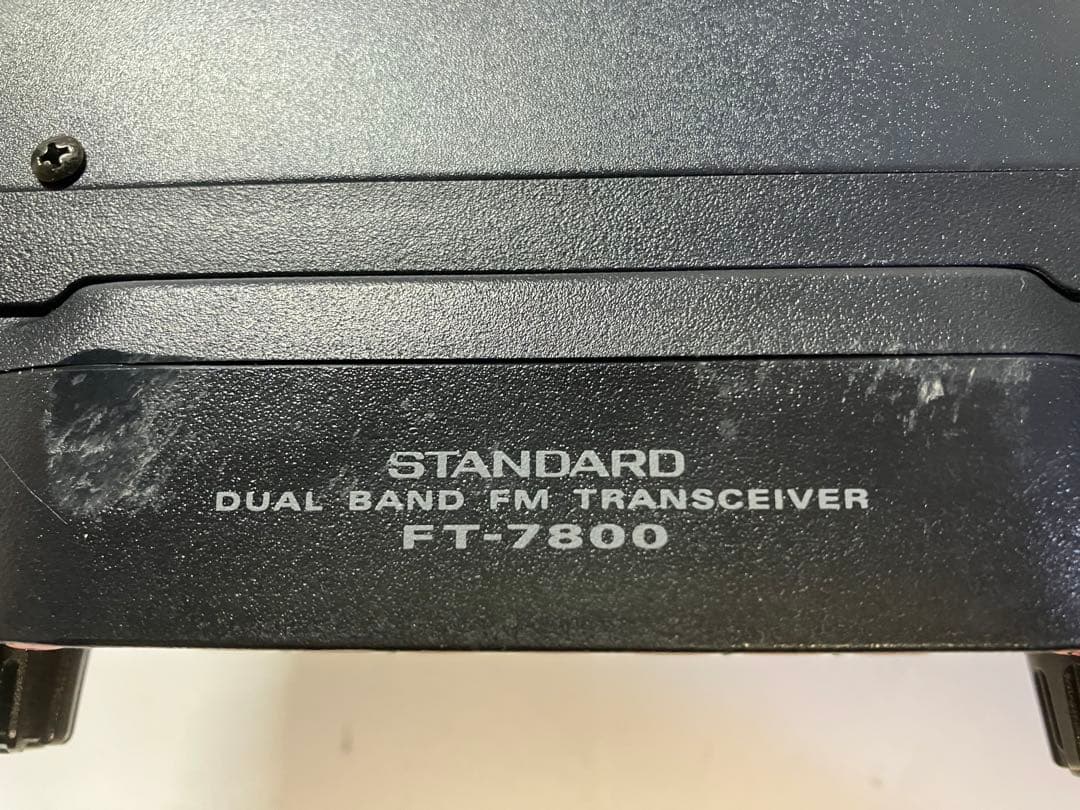 STANDARD
DUAL BAND FM TRANSCEIVER
FT-7800